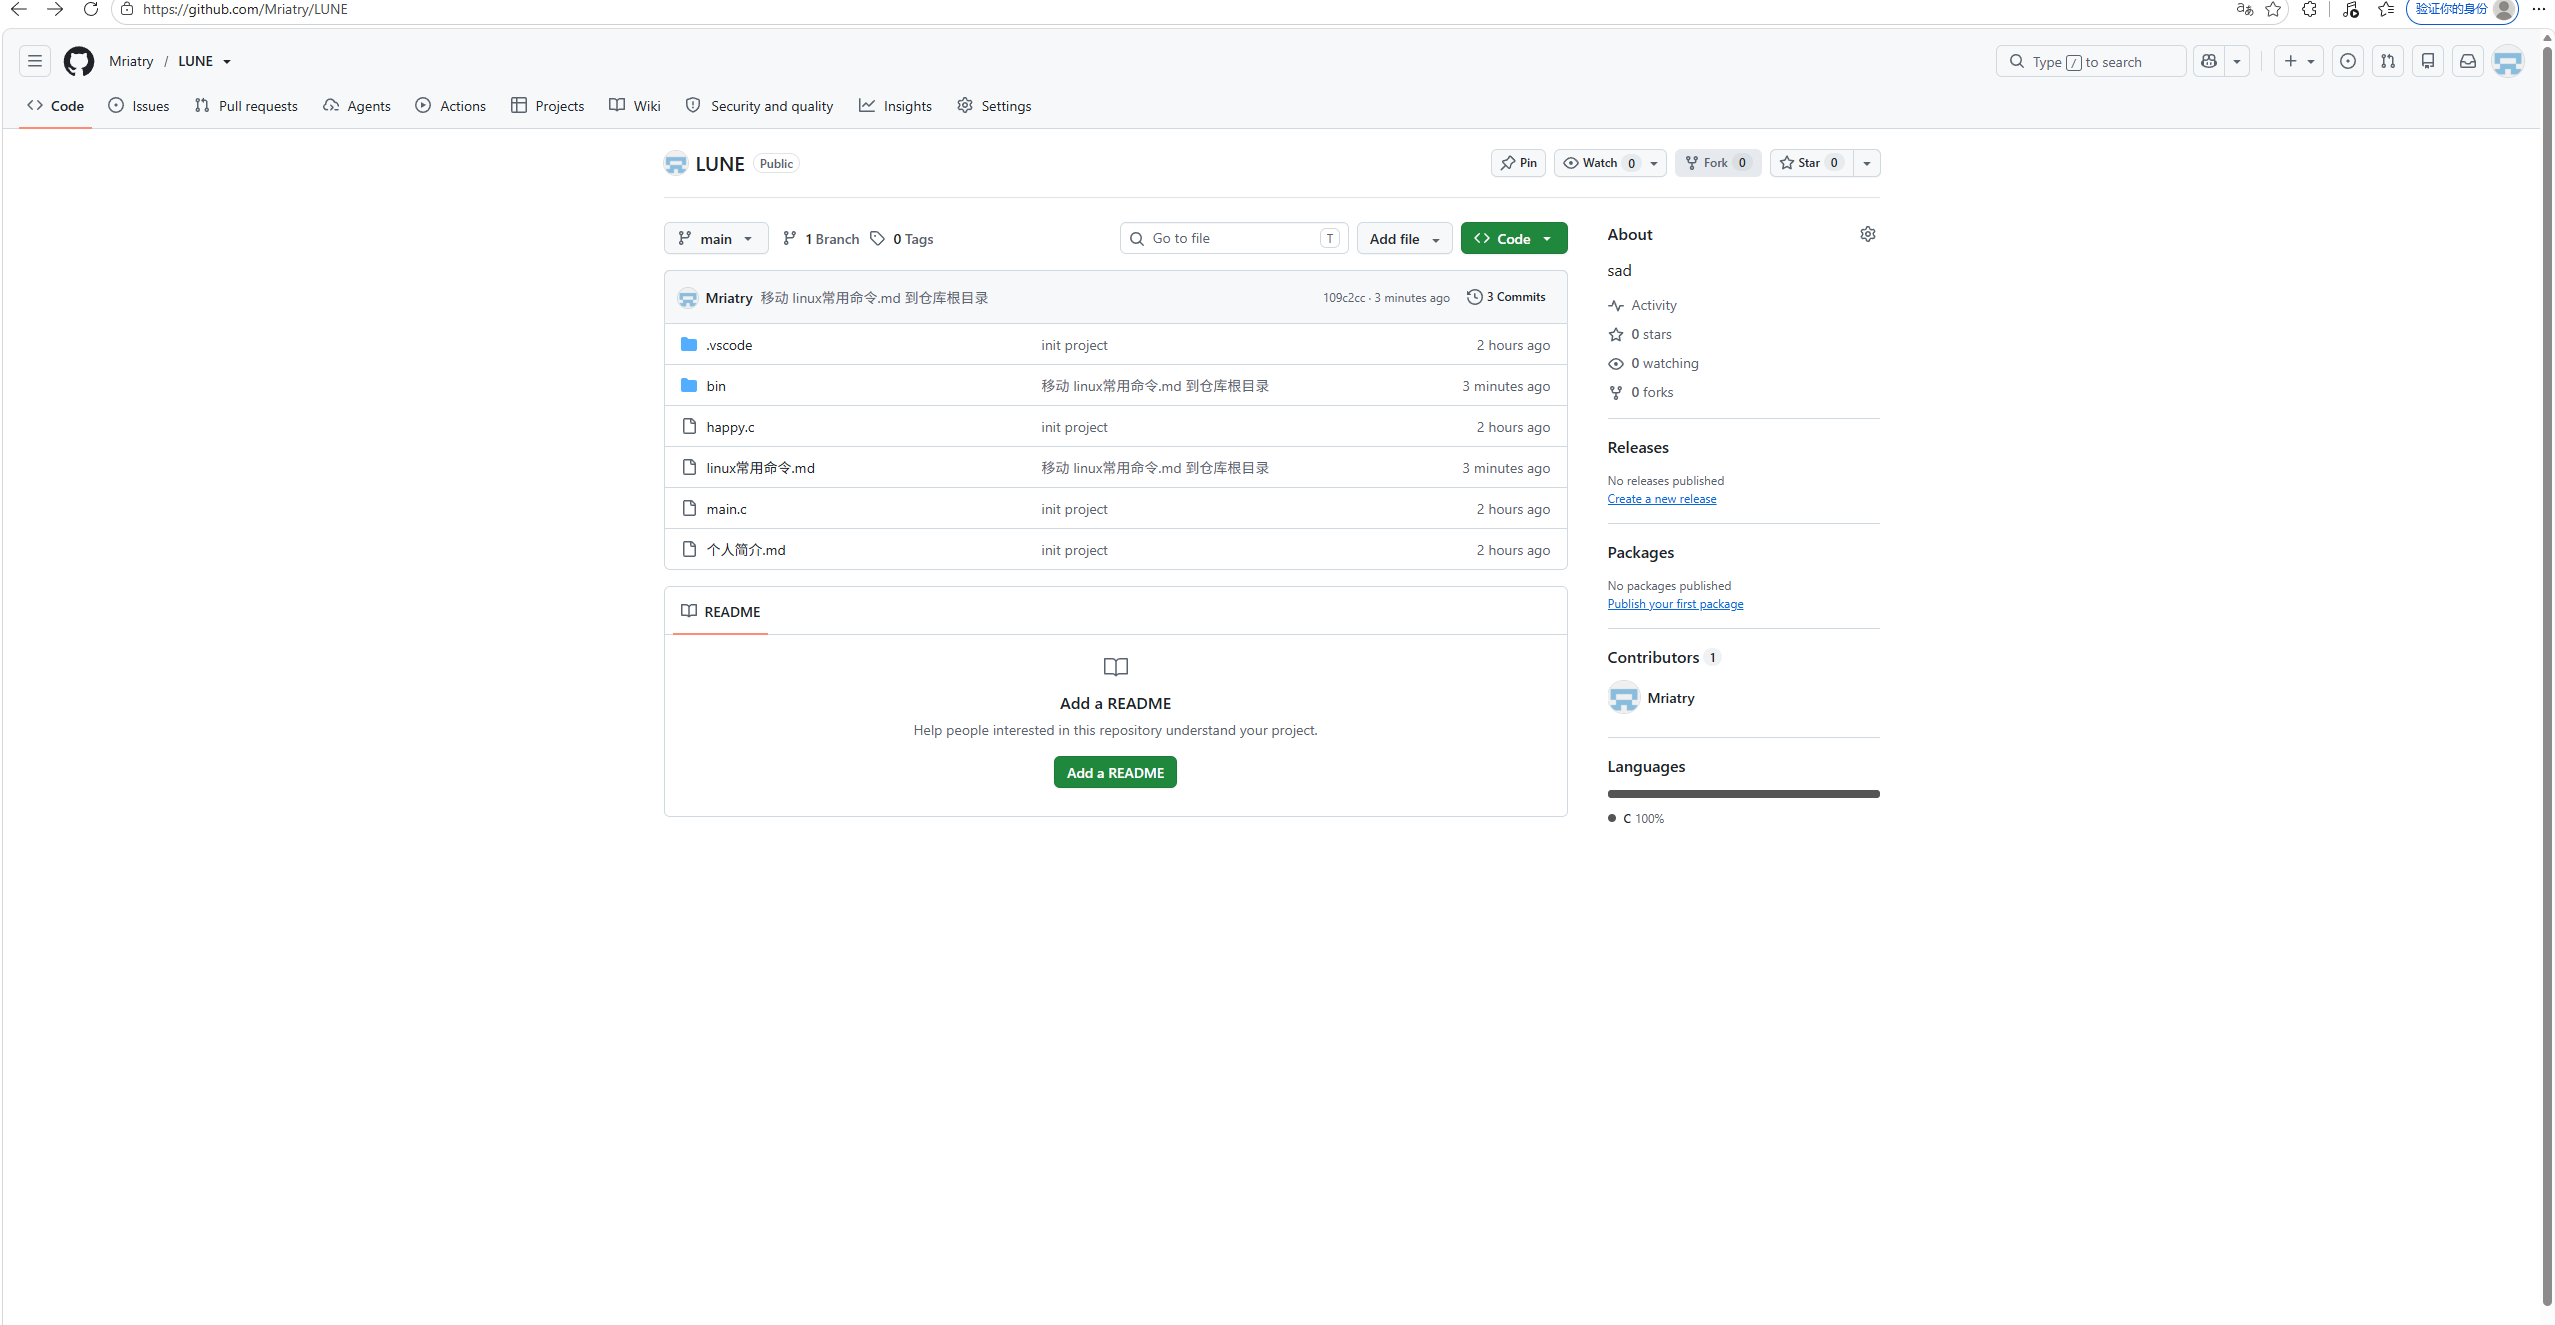 https://github.com/Mriatry/LUNE
验证你的身份
Mriatry / LUNE
Type / to search
Code Issues Pull requests Agents Actions Projects Wiki Security and quality Insights Settings
LUNE Public
Pin Watch 0 Fork 0 Star 0
main 1 Branch 0 Tags
Go to file T Add file Code
Mriatry 移动 linux常用命令.md 到仓库根目录 109c2cc · 3 minutes ago 3 Commits
.vscode init project 2 hours ago
bin 移动 linux常用命令.md 到仓库根目录 3 minutes ago
happy.c init project 2 hours ago
linux常用命令.md 移动 linux常用命令.md 到仓库根目录 3 minutes ago
main.c init project 2 hours ago
个人简介.md init project 2 hours ago
README
Add a README
Help people interested in this repository understand your project.
Add a README
About
sad
Activity
0 stars
0 watching
0 forks
Releases
No releases published
Create a new release
Packages
No packages published
Publish your first package
Contributors 1
Mriatry
Languages
C 100%